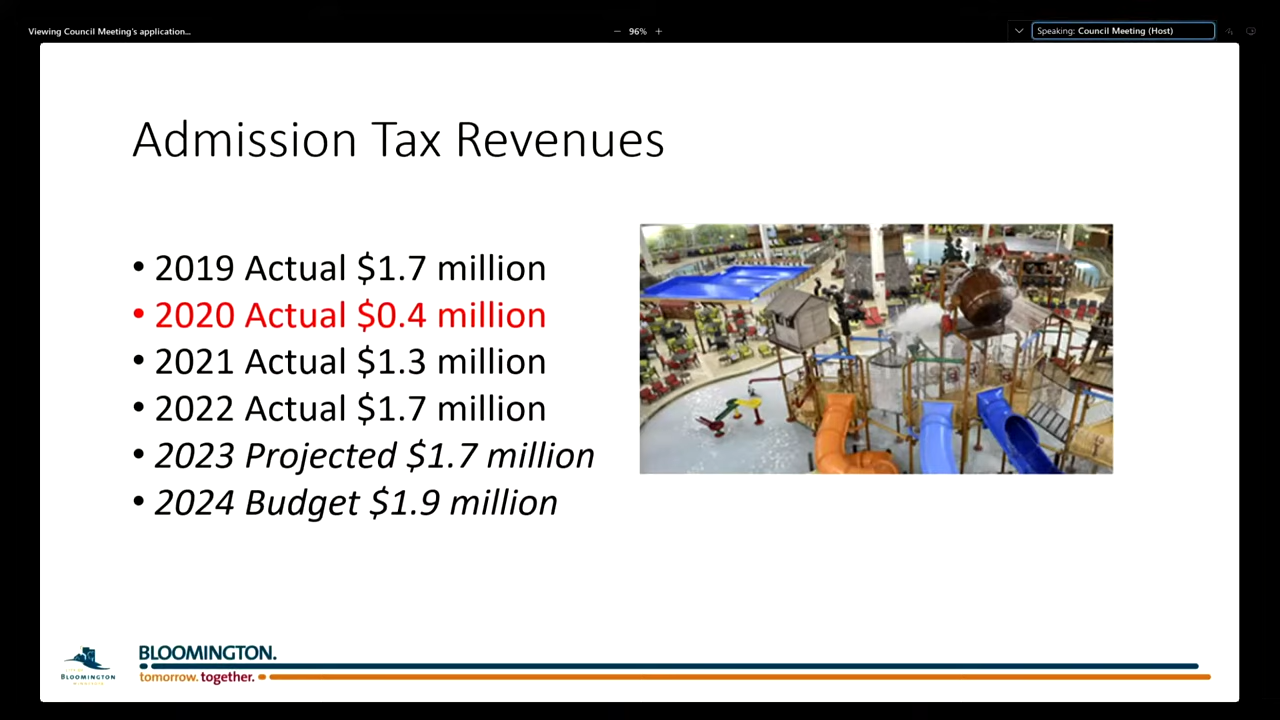 Viewing Council Meeting's application...
96%
Speaking: Council Meeting (Host)
Admission Tax Revenues
• 2019 Actual $1.7 million
• 2020 Actual $0.4 million
• 2021 Actual $1.3 million
• 2022 Actual $1.7 million
• 2023 Projected $1.7 million
• 2024 Budget $1.9 million
BLOOMINGTON
BLOOMINGTON.
tomorrow. together.